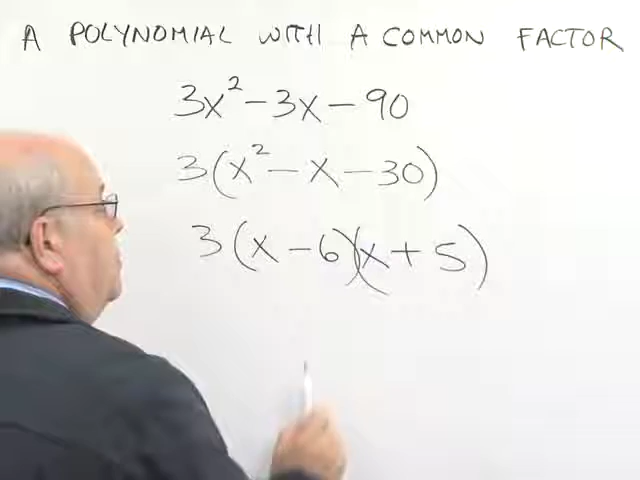 A POLYNOMIAL WITH A COMMON FACTOR
3x² - 3x - 90
3(x² - x - 30)
3(x - 6)(x + 5)